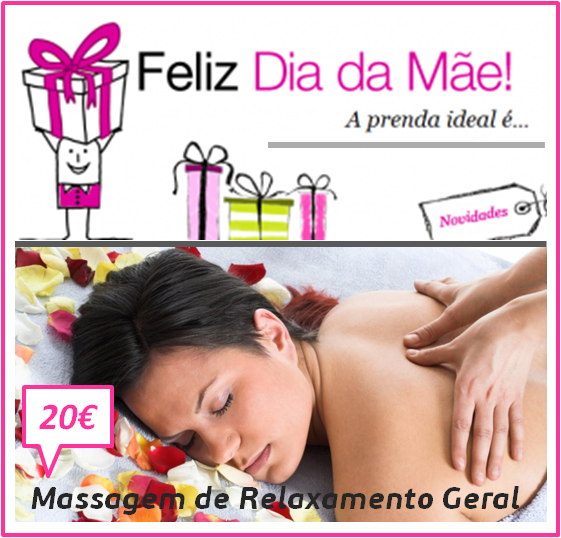 Feliz Dia da Mãe!
A prenda ideal é...
Novidades
20€
Massagem de Relaxamento Geral